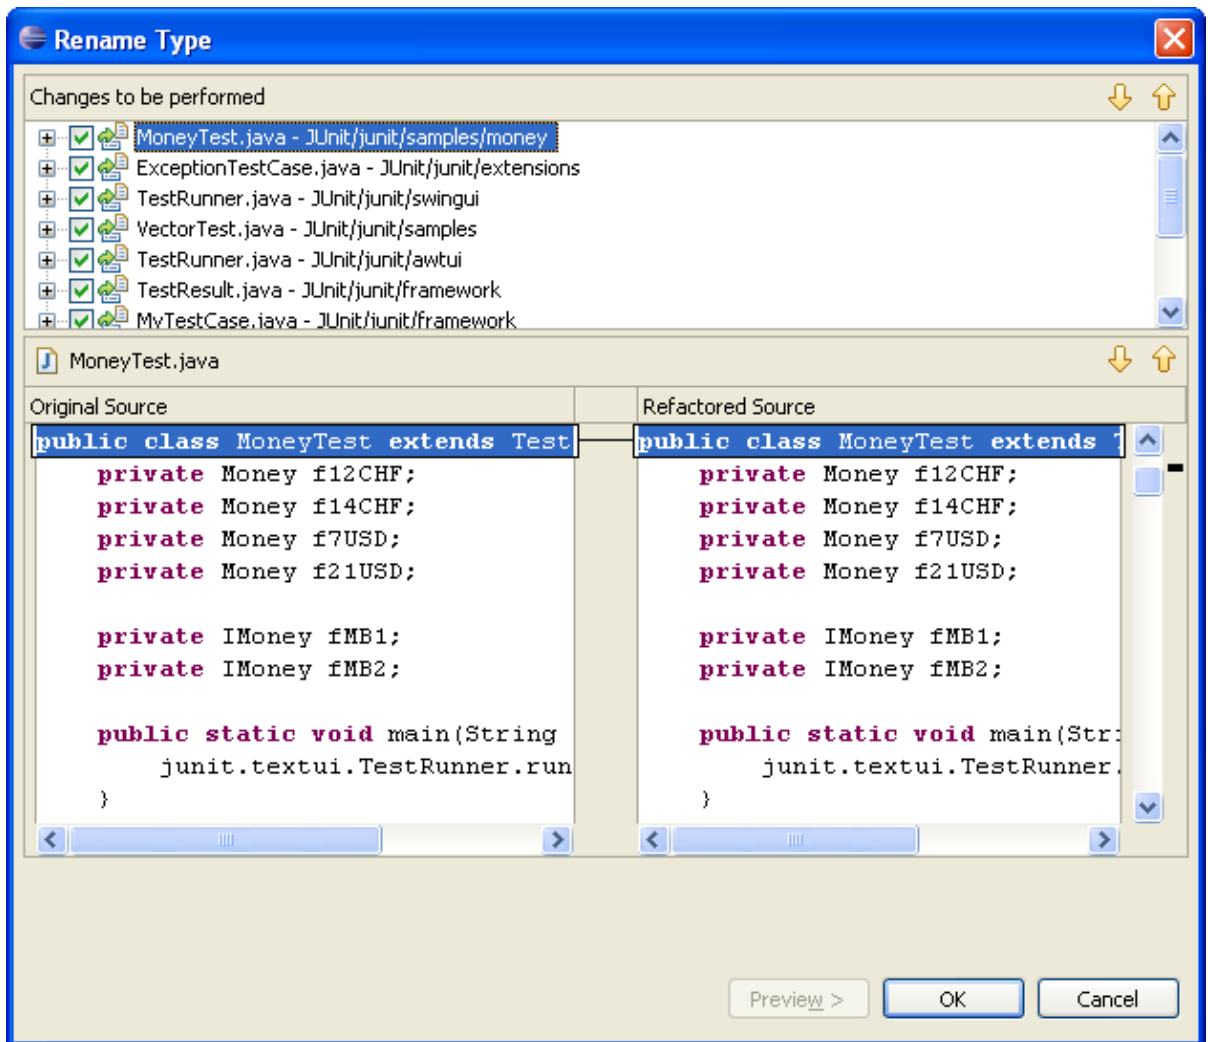 Rename Type
Changes to be performed
MoneyTest.java - JUnit/junit/samples/money
ExceptionTestCase.java - JUnit/junit/extensions
TestRunner.java - JUnit/junit/swingui
VectorTest.java - JUnit/junit/samples
TestRunner.java - JUnit/junit/awtui
TestResult.java - JUnit/junit/framework
MyTestCase.java - JUnit/junit/framework
MoneyTest.java
Original Source
Refactored Source
public class MoneyTest extends Test
private Money f12CHF;
private Money f14CHF;
private Money f7USD;
private Money f21USD;
private IMoney fMB1;
private IMoney fMB2;
public static void main(String
junit.textui.TestRunner.run
}
public class MoneyTest extends T
private Money f12CHF;
private Money f14CHF;
private Money f7USD;
private Money f21USD;
private IMoney fMB1;
private IMoney fMB2;
public static void main(Stri
junit.textui.TestRunner.
}
Preview >
OK
Cancel